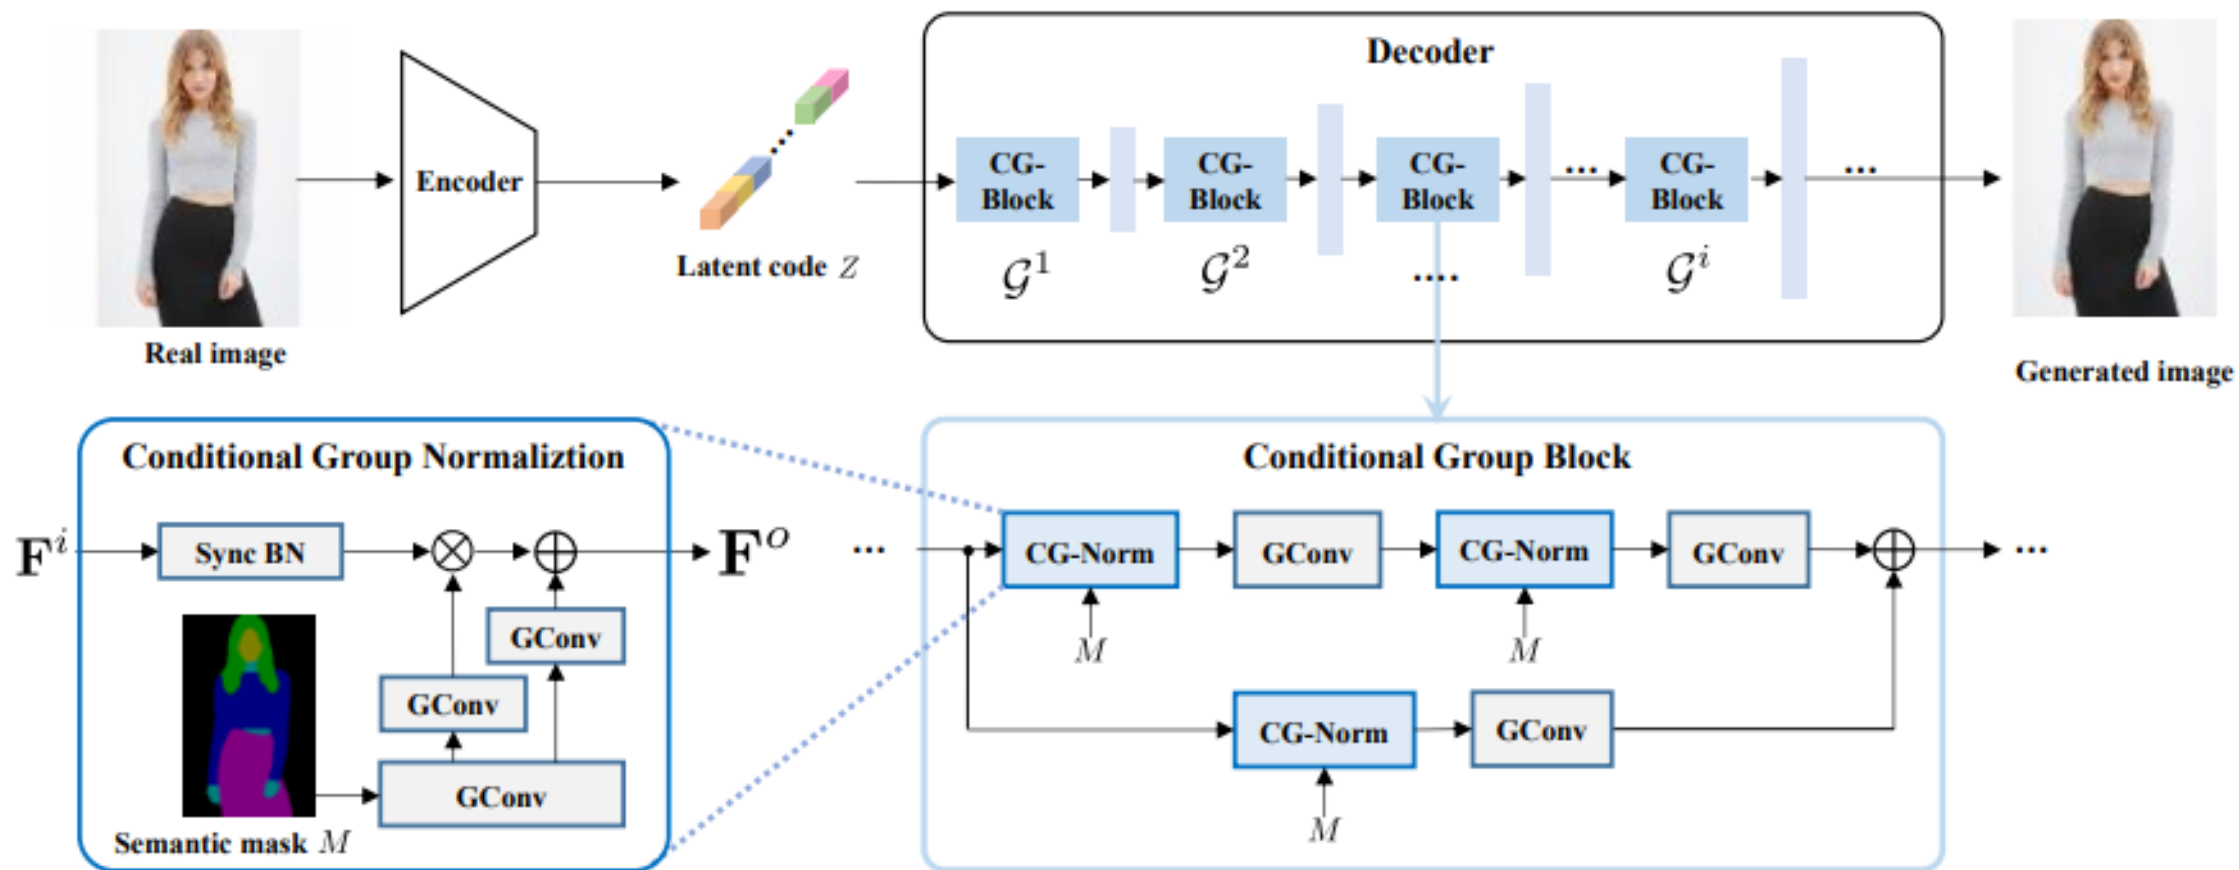 Decoder
Encoder
CG-
Block
CG-
Block
CG-
Block
CG-
Block
...
...
...
𝒢¹
𝒢²
....
𝒢ⁱ
Latent code Z
Real image
Generated image
Conditional Group Normaliztion
Fⁱ
Sync BN
Fᵒ
GConv
GConv
GConv
Semantic mask M
Conditional Group Block
...
CG-Norm
GConv
CG-Norm
GConv
...
M
M
CG-Norm
GConv
M